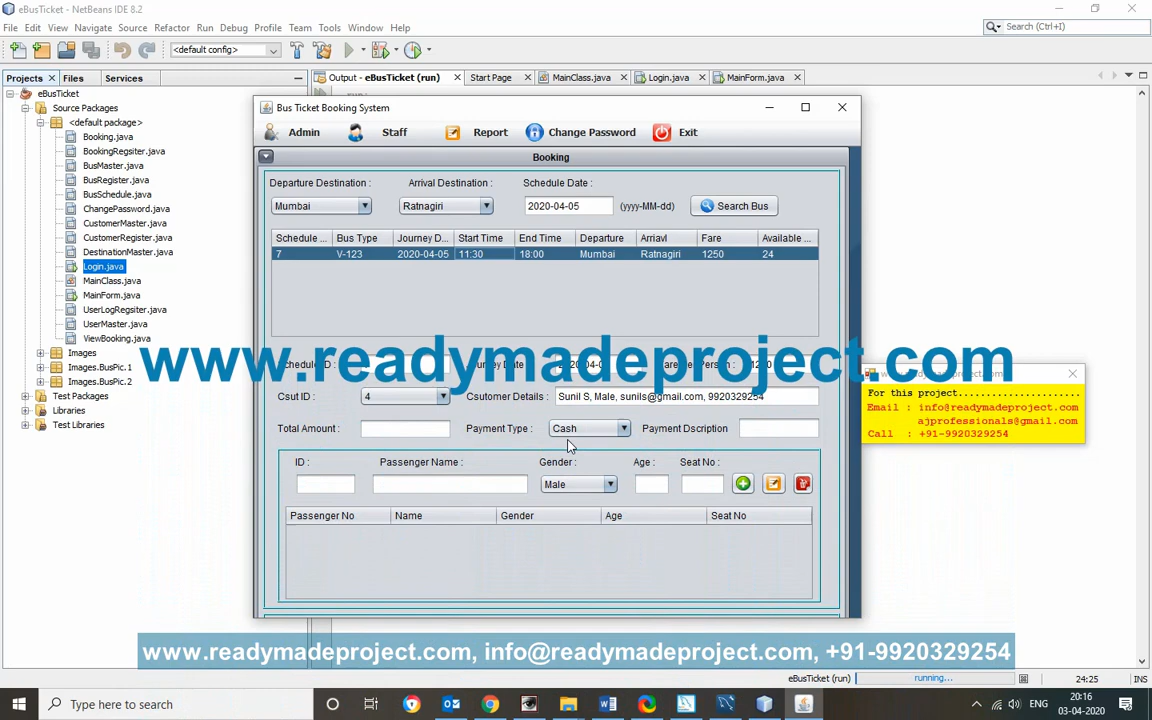 eBusTicket - NetBeans IDE 8.2
File Edit View Navigate Source Refactor Run Debug Profile Team Tools Window Help
Search (Ctrl+I)
<default config>
Projects Files Services
Output - eBusTicket (run) Start Page MainClass.java Login.java MainForm.java
eBusTicket
Source Packages
<default package>
Booking.java
BookingRegsiter.java
BusMaster.java
BusRegister.java
BusSchedule.java
ChangePassword.java
CustomerMaster.java
CustomerRegister.java
DestinationMaster.java
Login.java
MainClass.java
MainForm.java
UserLogRegsiter.java
UserMaster.java
ViewBooking.java
Images
Images.BusPic.1
Images.BusPic.2
Test Packages
Libraries
Test Libraries
Bus Ticket Booking System
Admin Staff Report Change Password Exit
Booking
Departure Destination : Arrival Destination : Schedule Date :
Mumbai Ratnagiri 2020-04-05 (yyyy-MM-dd) Search Bus
Schedule ... Bus Type Journey D... Start Time End Time Departure Arriavl Fare Available ...
7 V-123 2020-04-05 11:30 18:00 Mumbai Ratnagiri 1250 24
www.readymadeproject.com
Csut ID : 4 Csutomer Details : Sunil S, Male, sunils@gmail.com, 9920329254
Total Amount : Payment Type : Cash Payment Dscription
ID : Passenger Name : Gender : Age : Seat No :
Male
Passenger No Name Gender Age Seat No
For this project.....................
Email : info@readymadeproject.com
ajprofessionals@gmail.com
Call : +91-9920329254
www.readymadeproject.com, info@readymadeproject.com, +91-9920329254
eBusTicket (run) running... 24:25 INS
Type here to search
ENG
20:16
03-04-2020